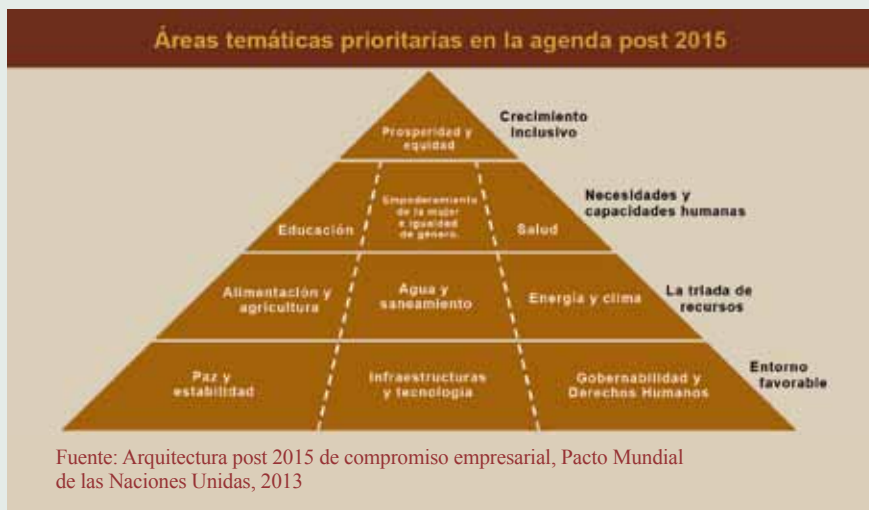 Áreas temáticas prioritarias en la agenda post 2015
Prosperidad y
equidad
Crecimiento
inclusivo
Educación
Empoderamiento
de la mujer
e igualdad
de género.
Salud
Necesidades y
capacidades humanas
Alimentación y
agricultura
Agua y
saneamiento
Energía y clima
La triada de
recursos
Paz y
estabilidad
Infraestructuras
y tecnología
Gobernabilidad y
Derechos Humanos
Entorno
favorable
Fuente: Arquitectura post 2015 de compromiso empresarial, Pacto Mundial
de las Naciones Unidas, 2013